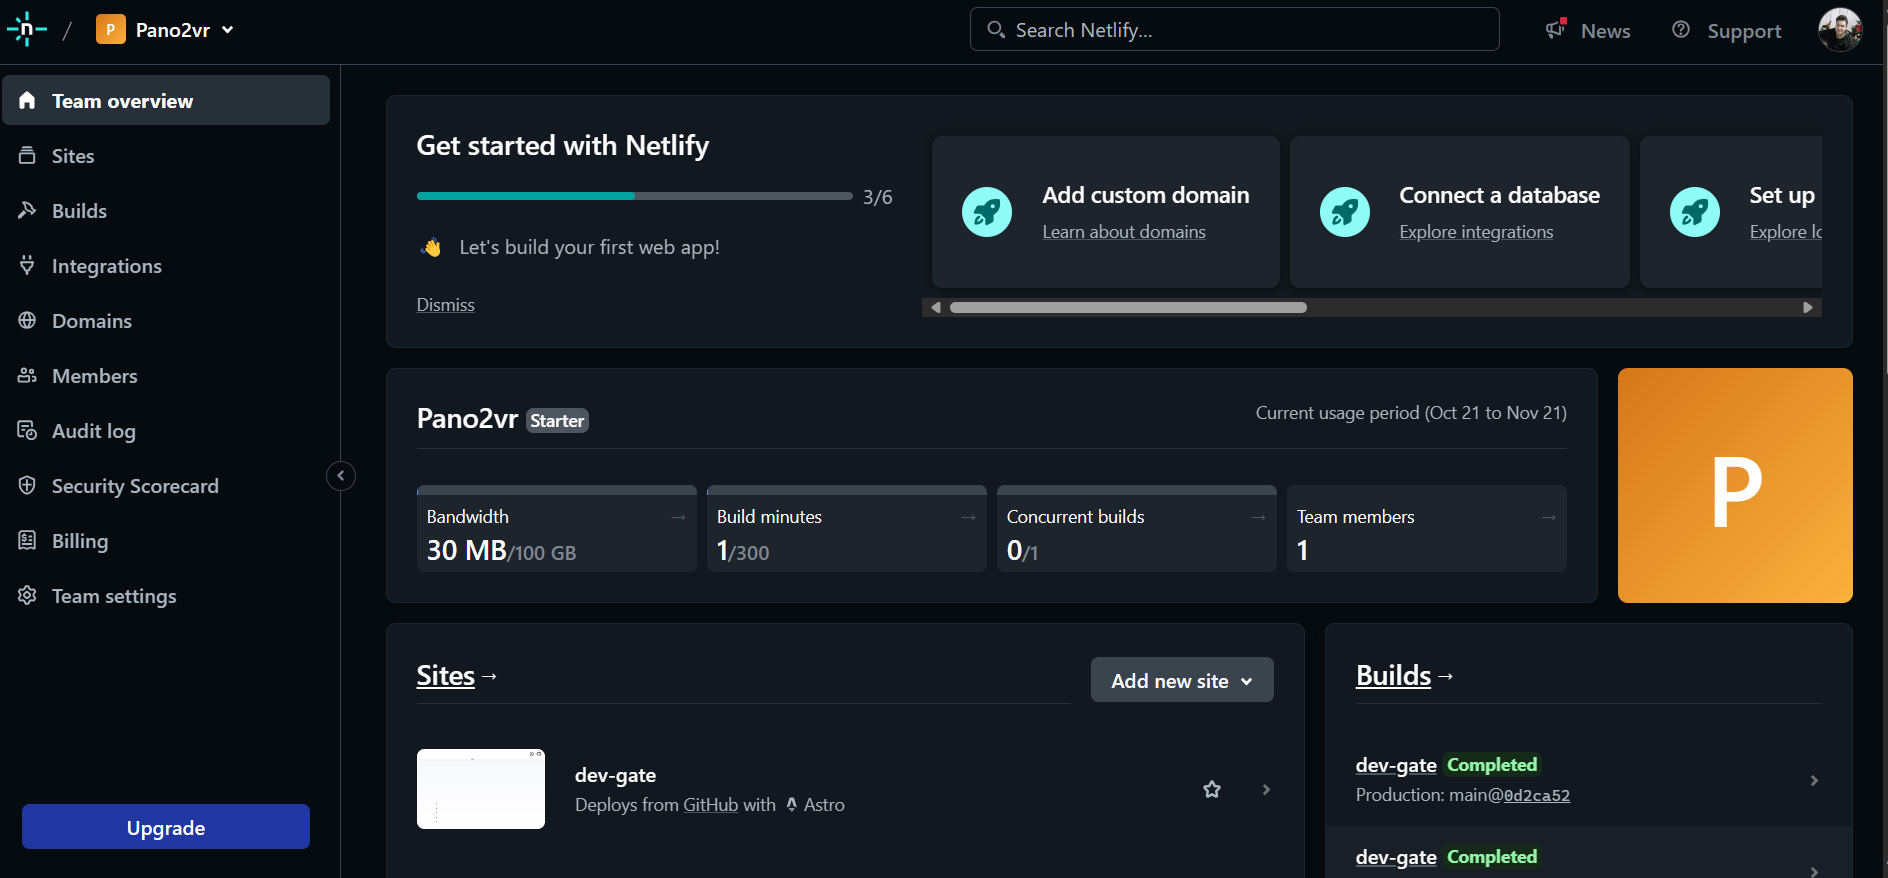 n
/
P
Pano2vr
Search Netlify...
News
Support
Team overview
Sites
Builds
Integrations
Domains
Members
Audit log
Security Scorecard
Billing
Team settings
Upgrade
Get started with Netlify
3/6
👋 Let's build your first web app!
Dismiss
Add custom domain
Learn about domains
Connect a database
Explore integrations
Set up
Explore lo
Pano2vr Starter
Current usage period (Oct 21 to Nov 21)
Bandwidth →
30 MB/100 GB
Build minutes →
1/300
Concurrent builds →
0/1
Team members →
1
P
Sites →
Add new site
dev-gate
Deploys from GitHub with Astro
Builds →
dev-gate Completed
Production: main@0d2ca52
dev-gate Completed